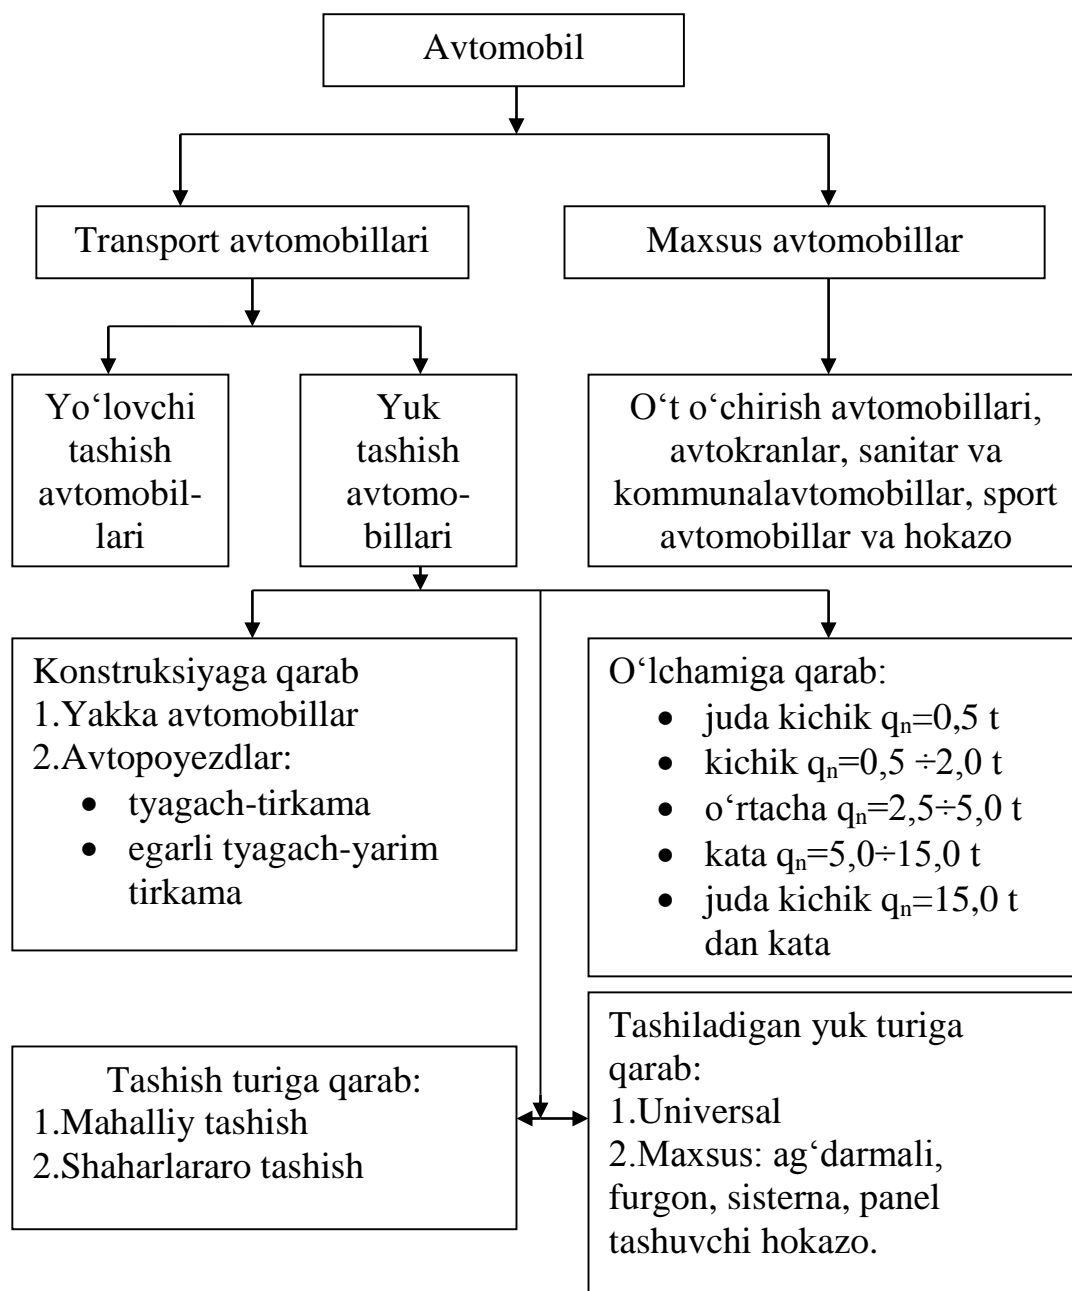 Avtomobil
Transport avtomobillari
Maxsus avtomobillar
Yo‘lovchi
tashish
avtomobil-
lari
Yuk
tashish
avtomo-
billari
O‘t o‘chirish avtomobillari,
avtokranlar, sanitar va
kommunalavtomobillar, sport
avtomobillar va hokazo
Konstruksiyaga qarab
1.Yakka avtomobillar
2.Avtopoyezdlar:
• tyagach-tirkama
• egarli tyagach-yarim
tirkama
O‘lchamiga qarab:
• juda kichik qₙ=0,5 t
• kichik qₙ=0,5 ÷2,0 t
• o‘rtacha qₙ=2,5÷5,0 t
• kata qₙ=5,0÷15,0 t
• juda kichik qₙ=15,0 t
dan kata
Tashish turiga qarab:
1.Mahalliy tashish
2.Shaharlararo tashish
Tashiladigan yuk turiga
qarab:
1.Universal
2.Maxsus: ag‘darmali,
furgon, sisterna, panel
tashuvchi hokazo.